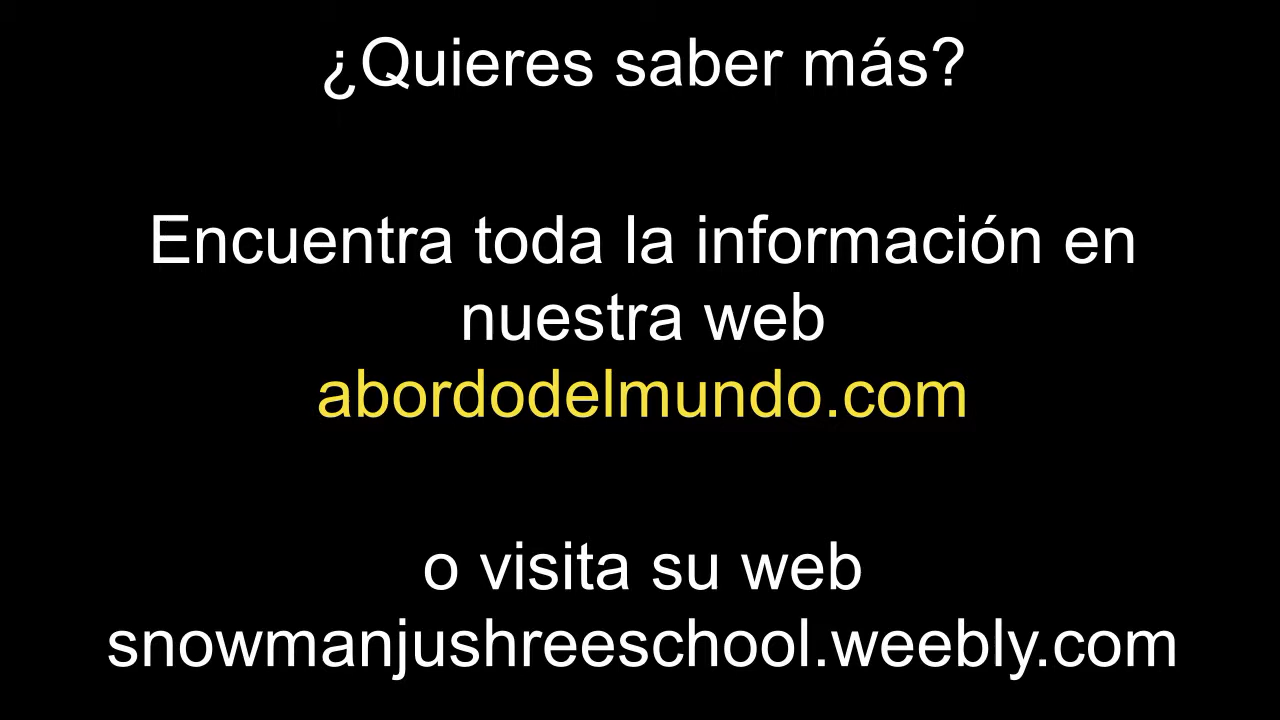 ¿Quieres saber más?
Encuentra toda la información en
nuestra web
abordodelmundo.com
o visita su web
snowmanjushreeschool.weebly.com